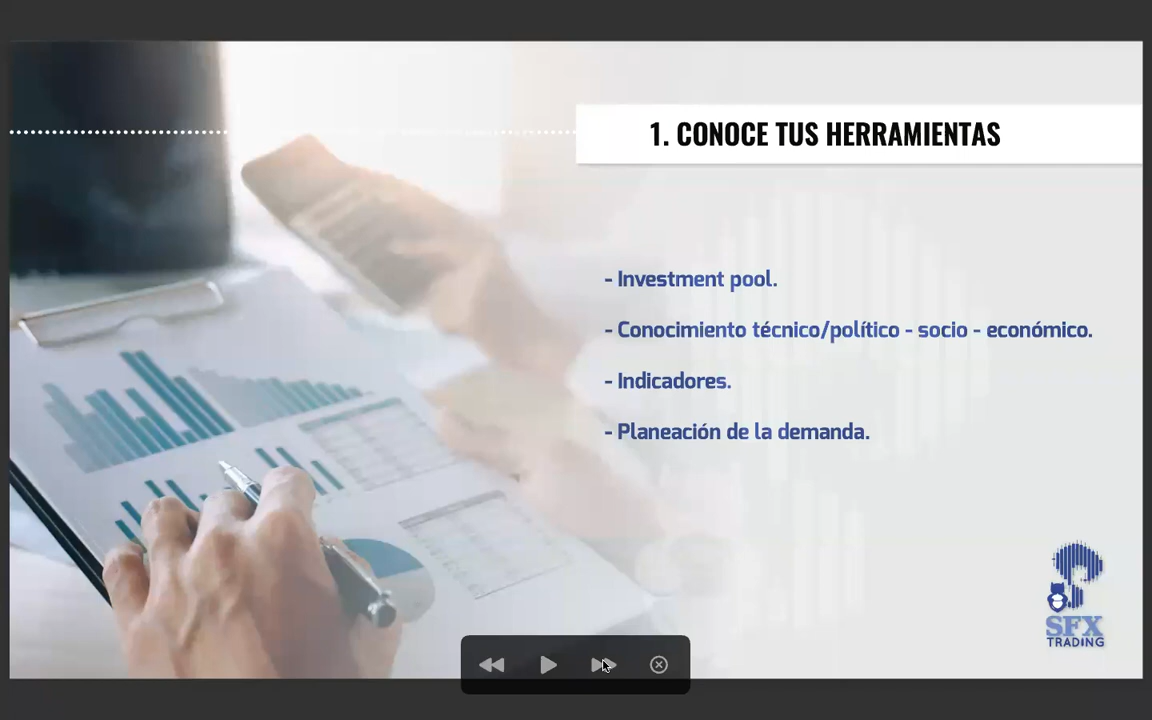 1. CONOCE TUS HERRAMIENTAS
- Investment pool.
- Conocimiento técnico/político - socio - económico.
- Indicadores.
- Planeación de la demanda.
SFX
TRADING